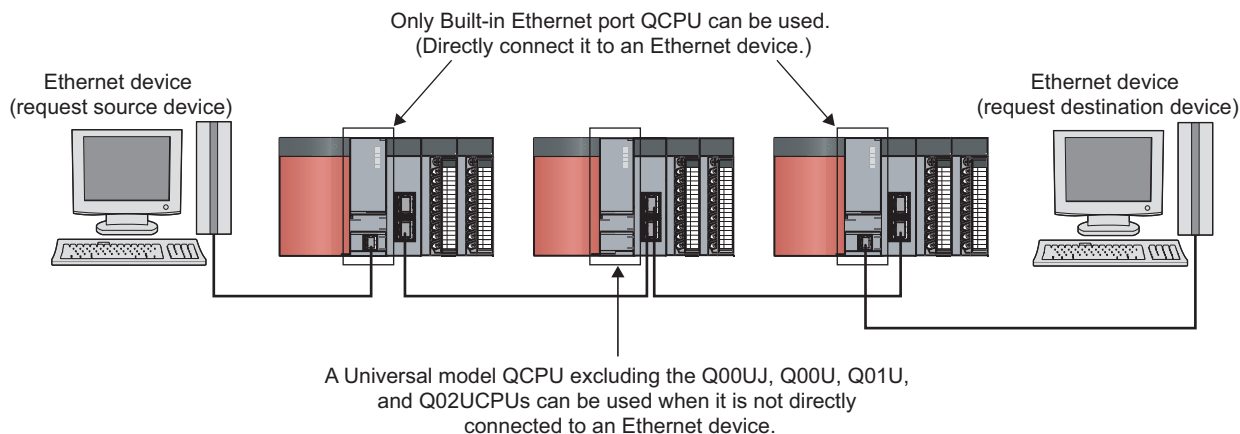 Only Built-in Ethernet port QCPU can be used.
(Directly connect it to an Ethernet device.)
Ethernet device
(request source device)
Ethernet device
(request destination device)
A Universal model QCPU excluding the Q00UJ, Q00U, Q01U,
and Q02UCPUs can be used when it is not directly
connected to an Ethernet device.